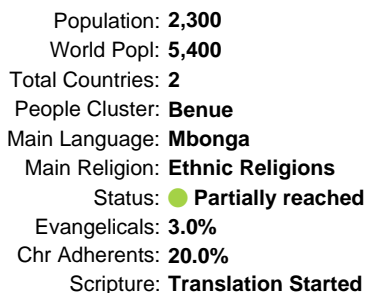 Population: 2,300
World Popl: 5,400
Total Countries: 2
People Cluster: Benue
Main Language: Mbonga
Main Religion: Ethnic Religions
Status: Partially reached
Evangelicals: 3.0%
Chr Adherents: 20.0%
Scripture: Translation Started